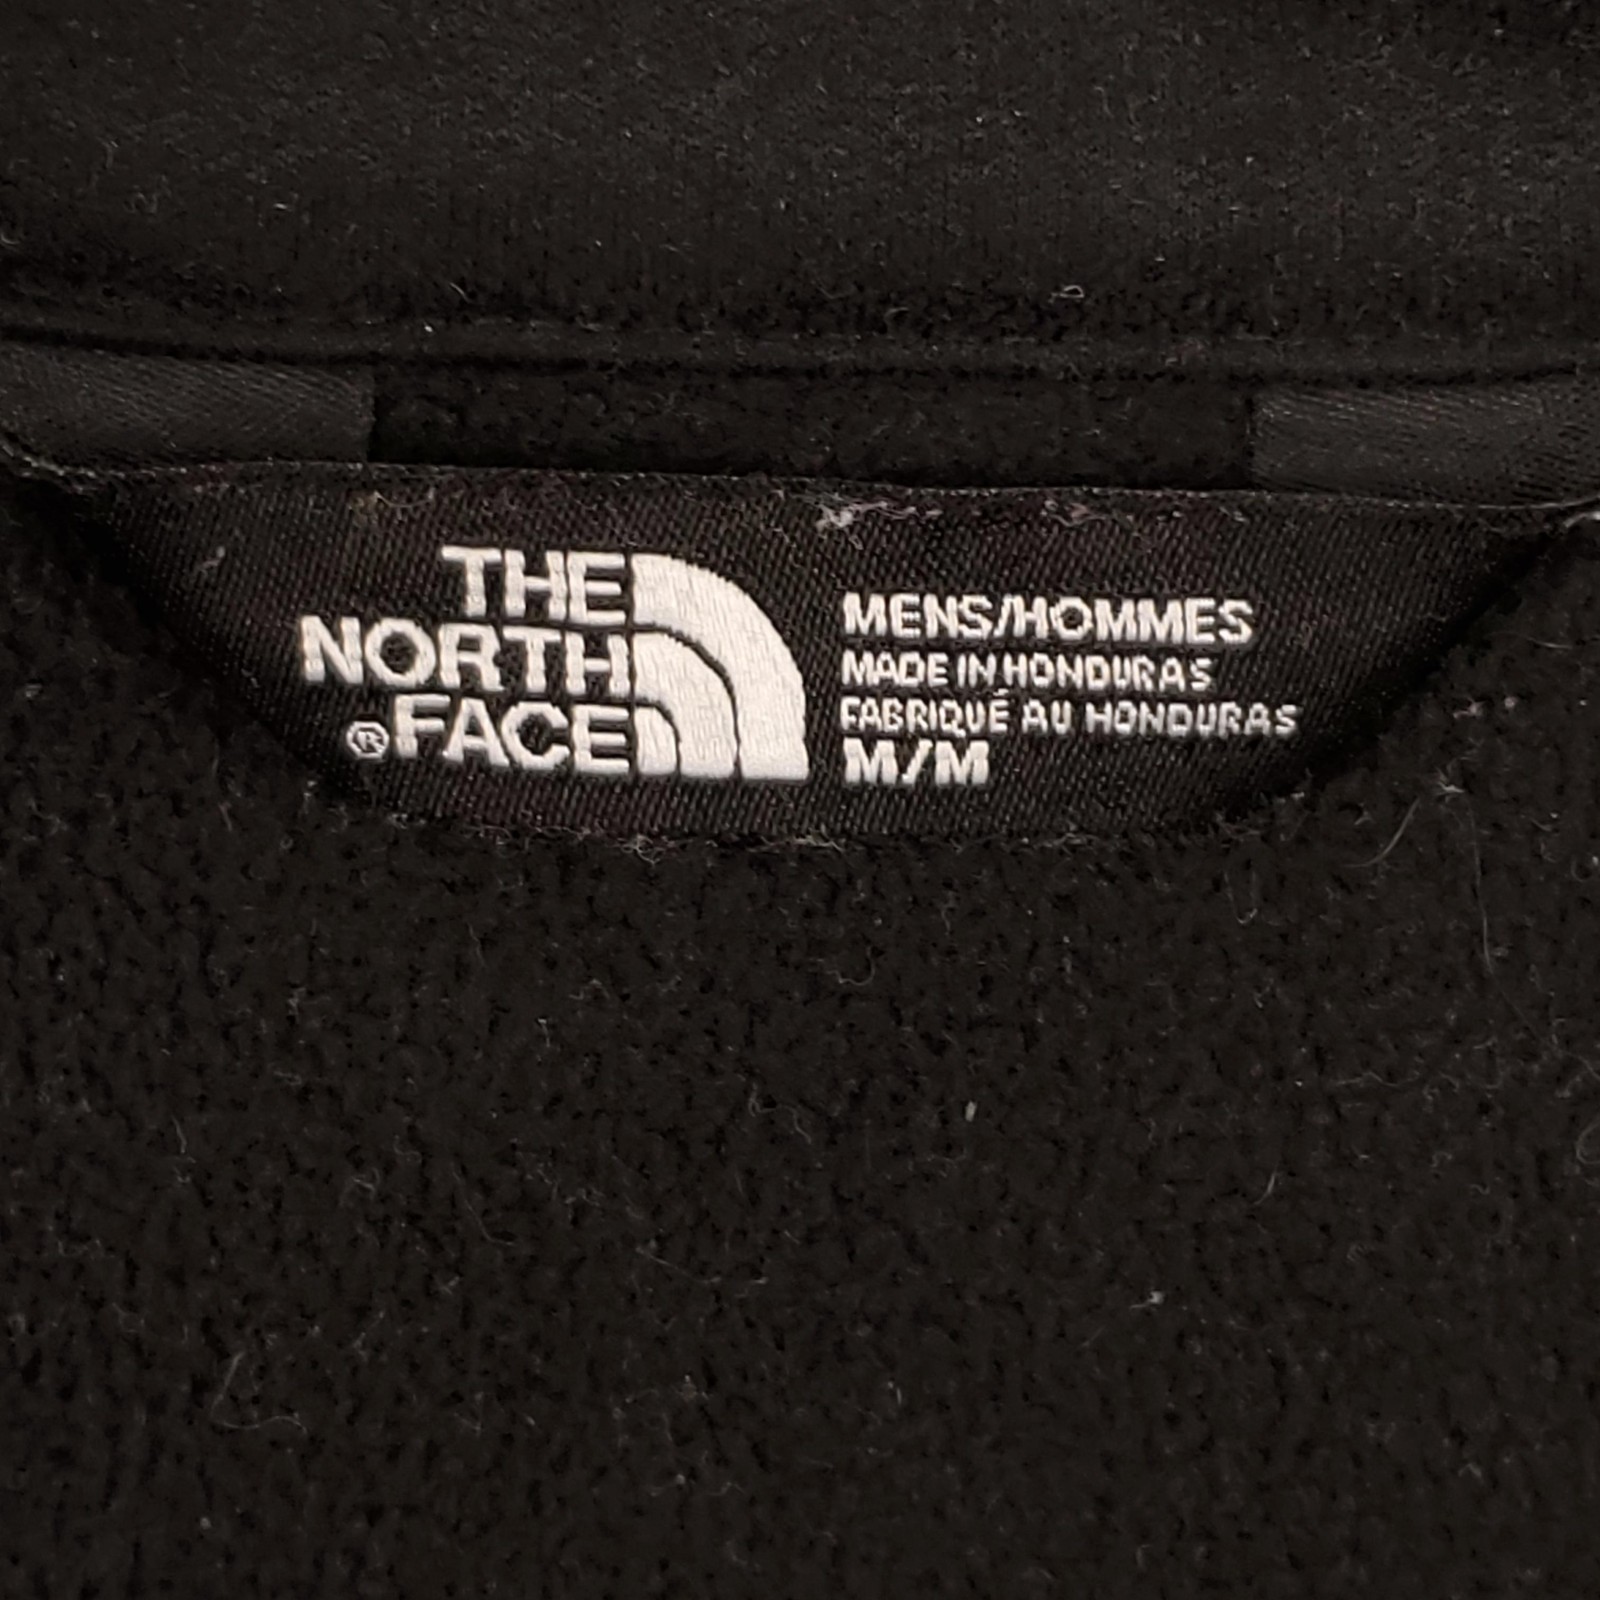 THE
NORTH
®FACE
MENS/HOMMES
MADE IN HONDURAS
FABRIQUÉ AU HONDURAS
M/M